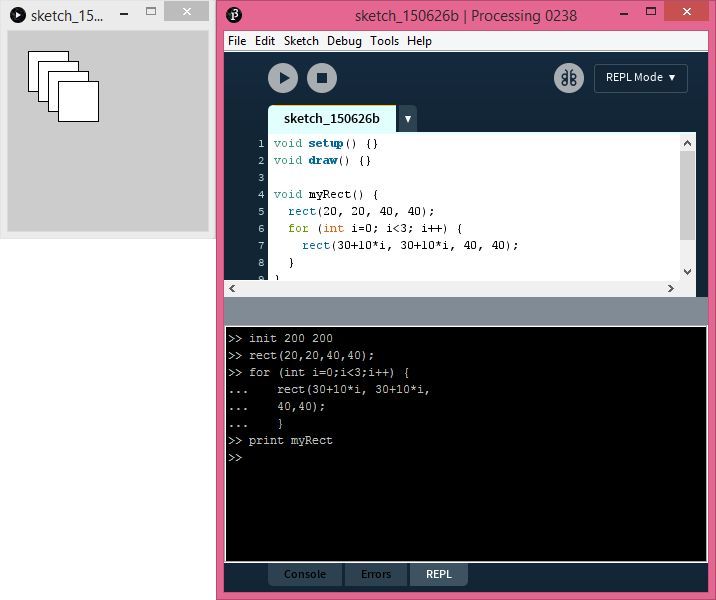 sketch_15...
sketch_150626b | Processing 0238
File Edit Sketch Debug Tools Help
REPL Mode ▼
sketch_150626b ▼
1 void setup() {}
2 void draw() {}
3
4 void myRect() {
5 rect(20, 20, 40, 40);
6 for (int i=0; i<3; i++) {
7 rect(30+10*i, 30+10*i, 40, 40);
8 }
9 }
>> init 200 200
>> rect(20,20,40,40);
>> for (int i=0;i<3;i++) {
... rect(30+10*i, 30+10*i,
... 40,40);
... }
>> print myRect
>>
Console Errors REPL